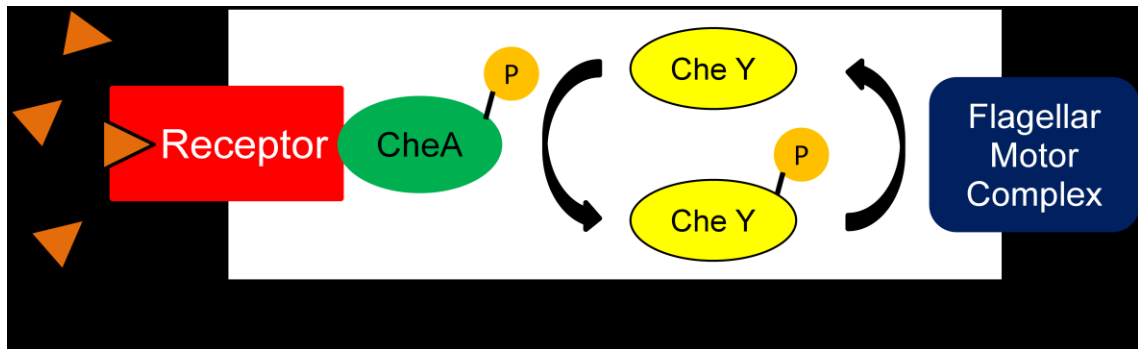 P
Che Y
Receptor
CheA
P
Che Y
Flagellar
Motor
Complex